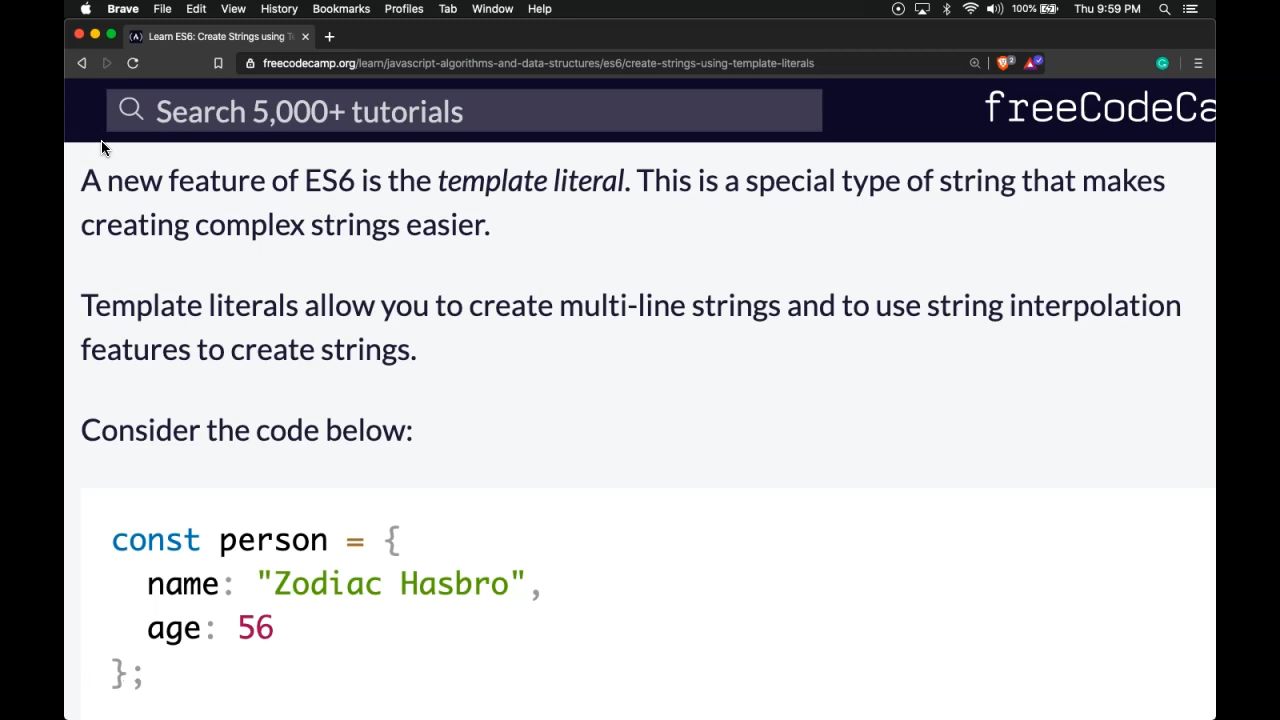 Brave File Edit View History Bookmarks Profiles Tab Window Help 100% Thu 9:59 PM
Learn ES6: Create Strings using
freecodecamp.org/learn/javascript-algorithms-and-data-structures/es6/create-strings-using-template-literals
Search 5,000+ tutorials
freeCodeCa
A new feature of ES6 is the template literal. This is a special type of string that makes
creating complex strings easier.
Template literals allow you to create multi-line strings and to use string interpolation
features to create strings.
Consider the code below:
const person = {
name: "Zodiac Hasbro",
age: 56
};